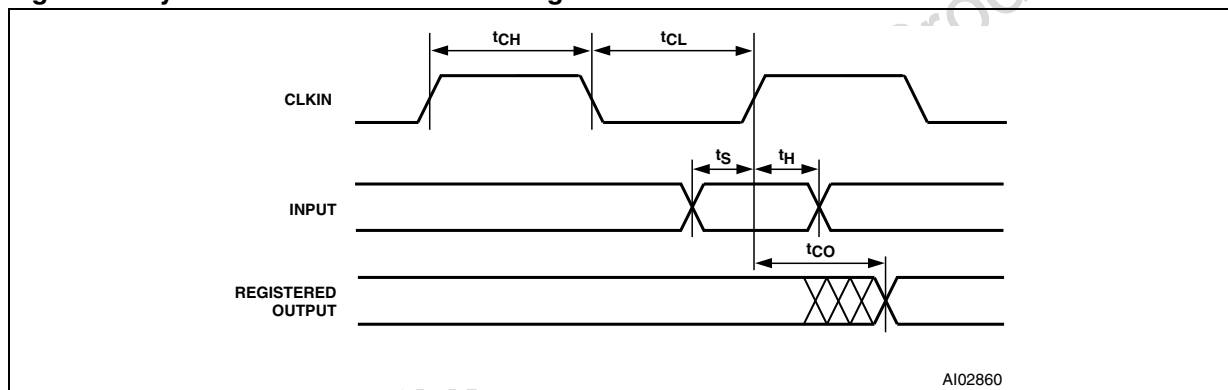 tCH
tCL
CLKIN
tS
tH
INPUT
tCO
REGISTERED
OUTPUT
AI02860